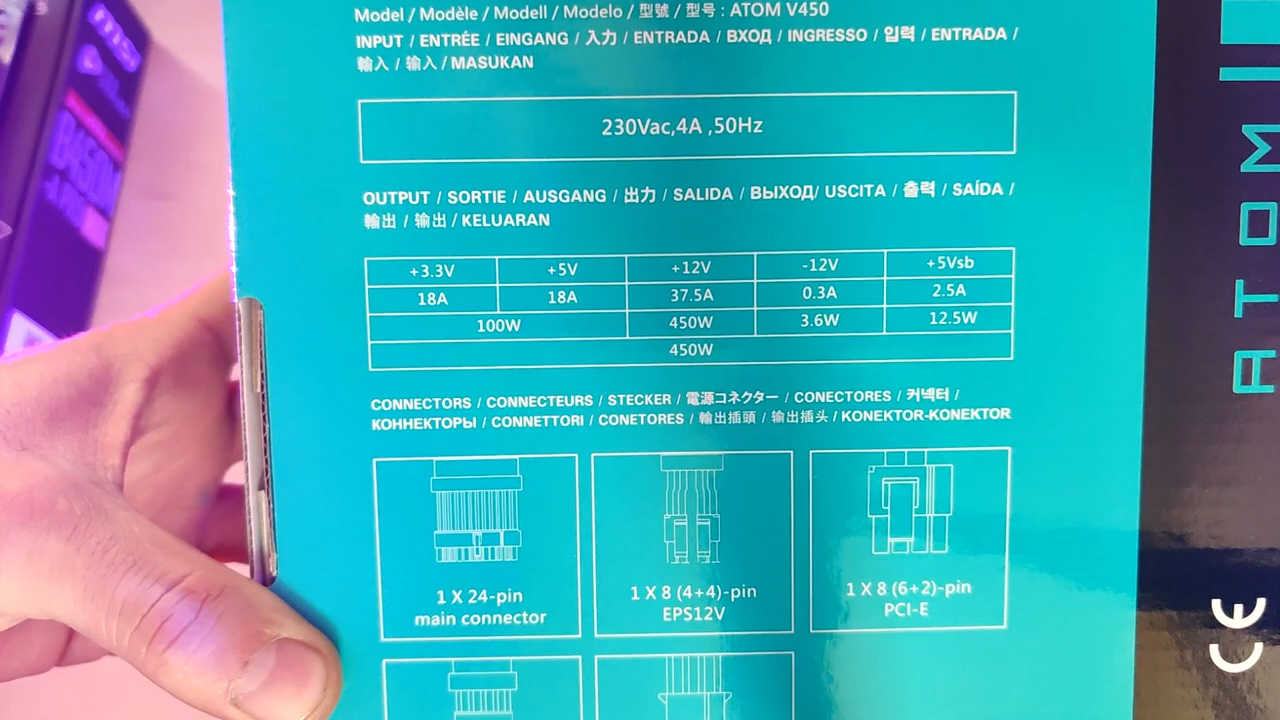 Model / Modèle / Modell / Modelo / 型號 / 型号 : ATOM V450
INPUT / ENTRÉE / EINGANG / 入力 / ENTRADA / ВХОД / INGRESSO / 입력 / ENTRADA /
輸入 / 输入 / MASUKAN
230Vac,4A ,50Hz
OUTPUT / SORTIE / AUSGANG / 出力 / SALIDA / ВЫХОД/ USCITA / 출력 / SAÍDA /
輸出 / 输出 / KELUARAN
+3.3V +5V +12V -12V +5Vsb
18A 18A 37.5A 0.3A 2.5A
100W 450W 3.6W 12.5W
450W
CONNECTORS / CONNECTEURS / STECKER / 電源コネクター / CONECTORES / 커넥터 /
КОННЕКТОРЫ / CONNETTORI / CONETORES / 輸出插頭 / 输出插头 / KONEKTOR-KONEKTOR
1 X 24-pin
main connector
1 X 8 (4+4)-pin
EPS12V
1 X 8 (6+2)-pin
PCI-E
ATOM
CE